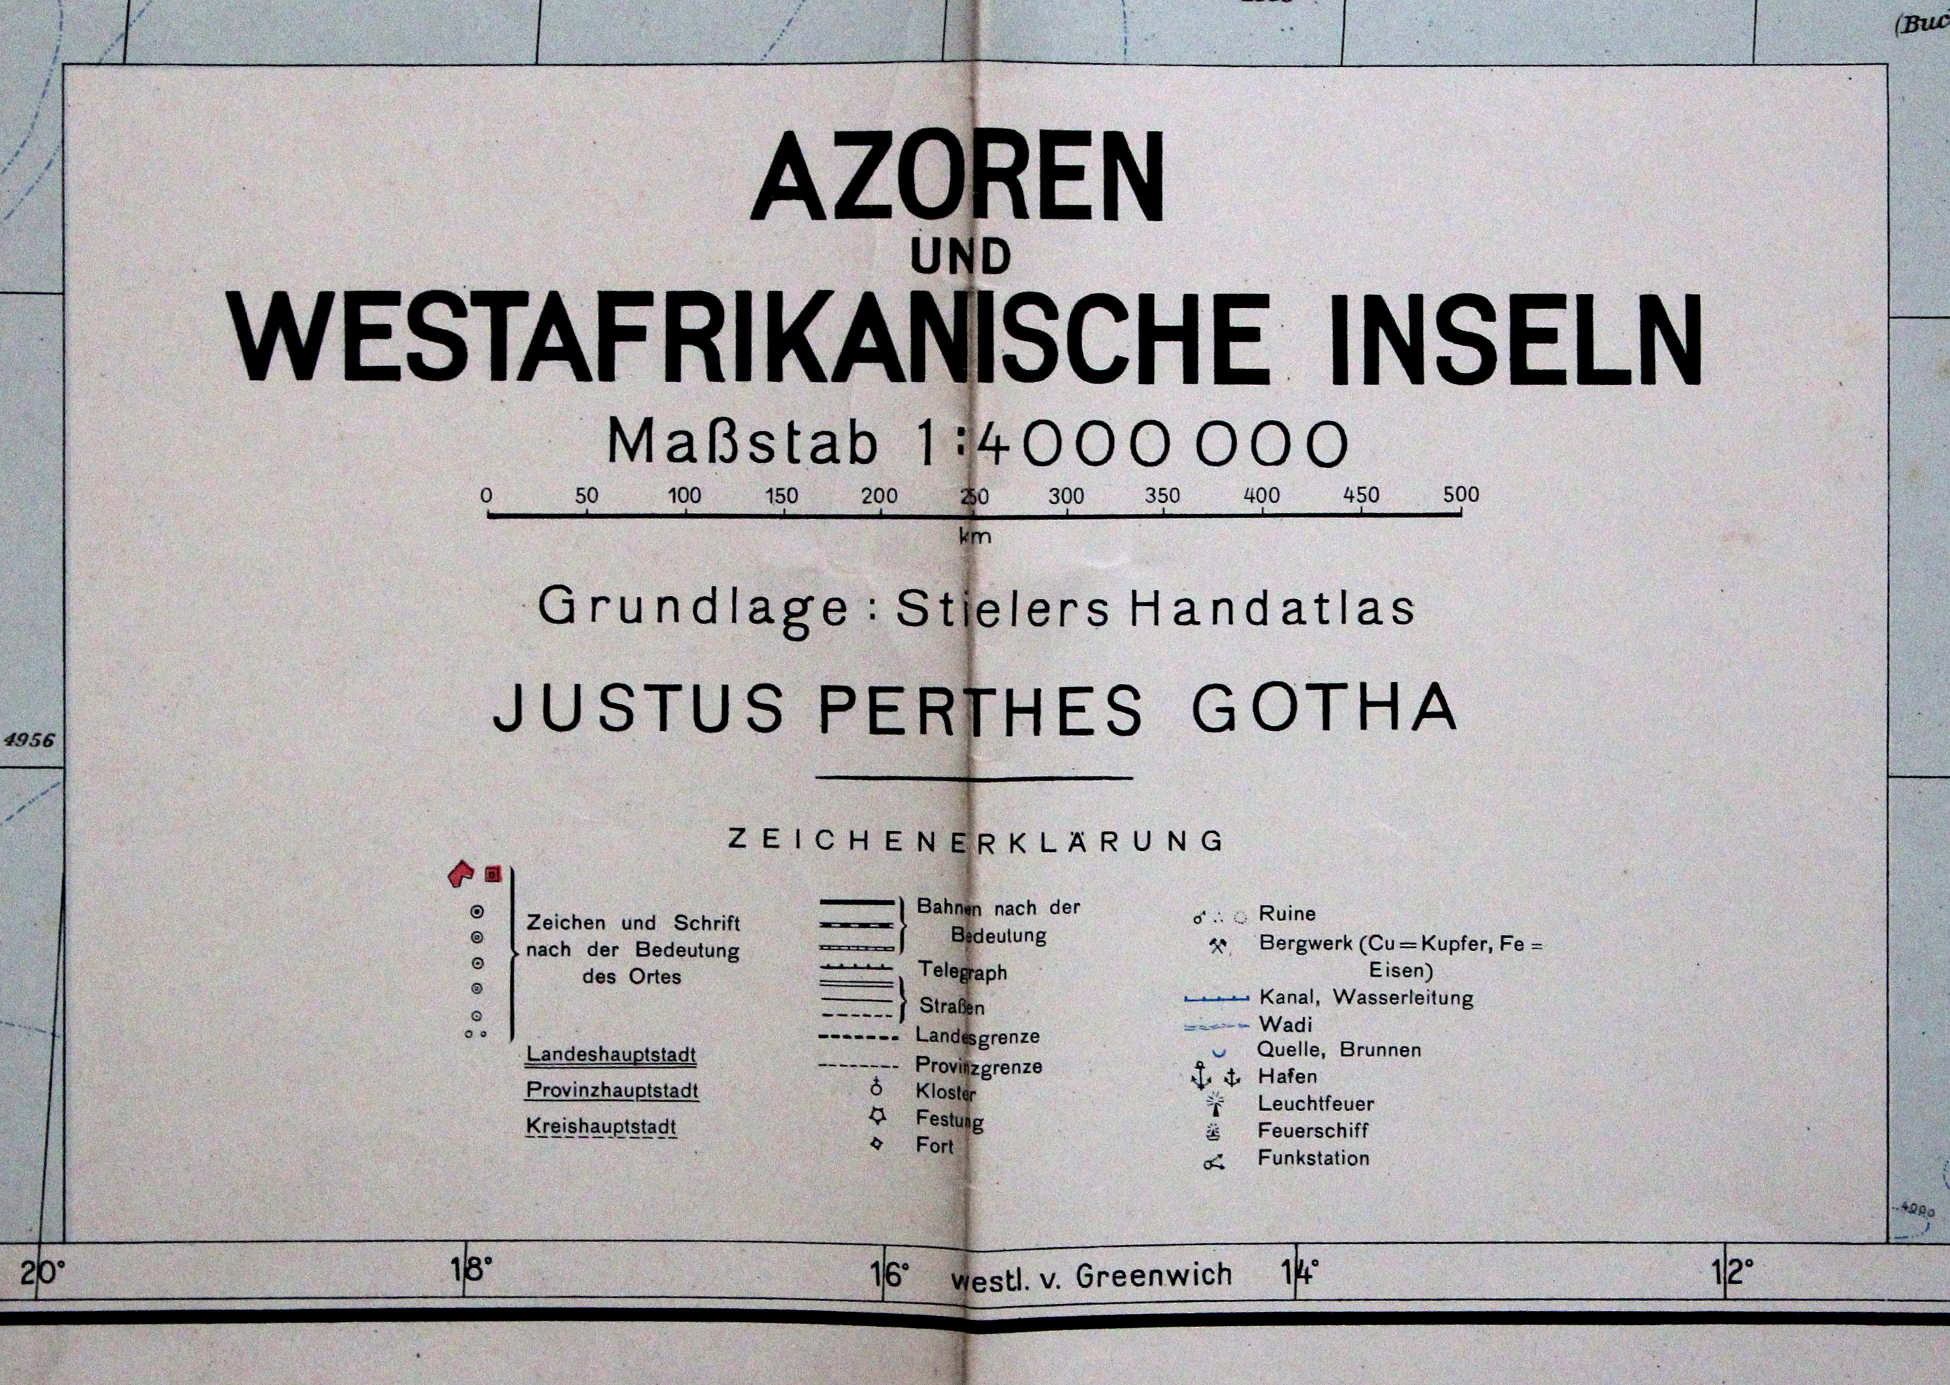 (Buc
AZOREN
UND
WESTAFRIKANISCHE INSELN
Maßstab 1:4000000
0 50 100 150 200 250 300 350 400 450 500
km
Grundlage: Stielers Handatlas
JUSTUS PERTHES GOTHA
4956
ZEICHENERKLÄRUNG
Zeichen und Schrift
nach der Bedeutung
des Ortes
Landeshauptstadt
Provinzhauptstadt
Kreishauptstadt
Bahnen nach der
Bedeutung
Telegraph
Straßen
Landesgrenze
Provinzgrenze
Kloster
Festung
Fort
Ruine
Bergwerk (Cu = Kupfer, Fe =
Eisen)
Kanal, Wasserleitung
Wadi
Quelle, Brunnen
Hafen
Leuchtfeuer
Feuerschiff
Funkstation
20° 18° 16° westl. v. Greenwich 14° 12°